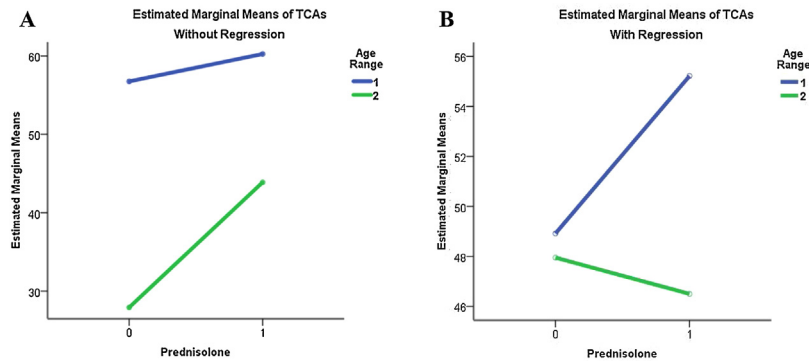 A
Estimated Marginal Means of TCAs
Without Regression
Age
Range
1
2
Estimated Marginal Means
60
50
40
30
0
1
Prednisolone
B
Estimated Marginal Means of TCAs
With Regression
Age
Range
1
2
Estimated Marginal Means
56
54
52
50
48
46
0
1
Prednisolone